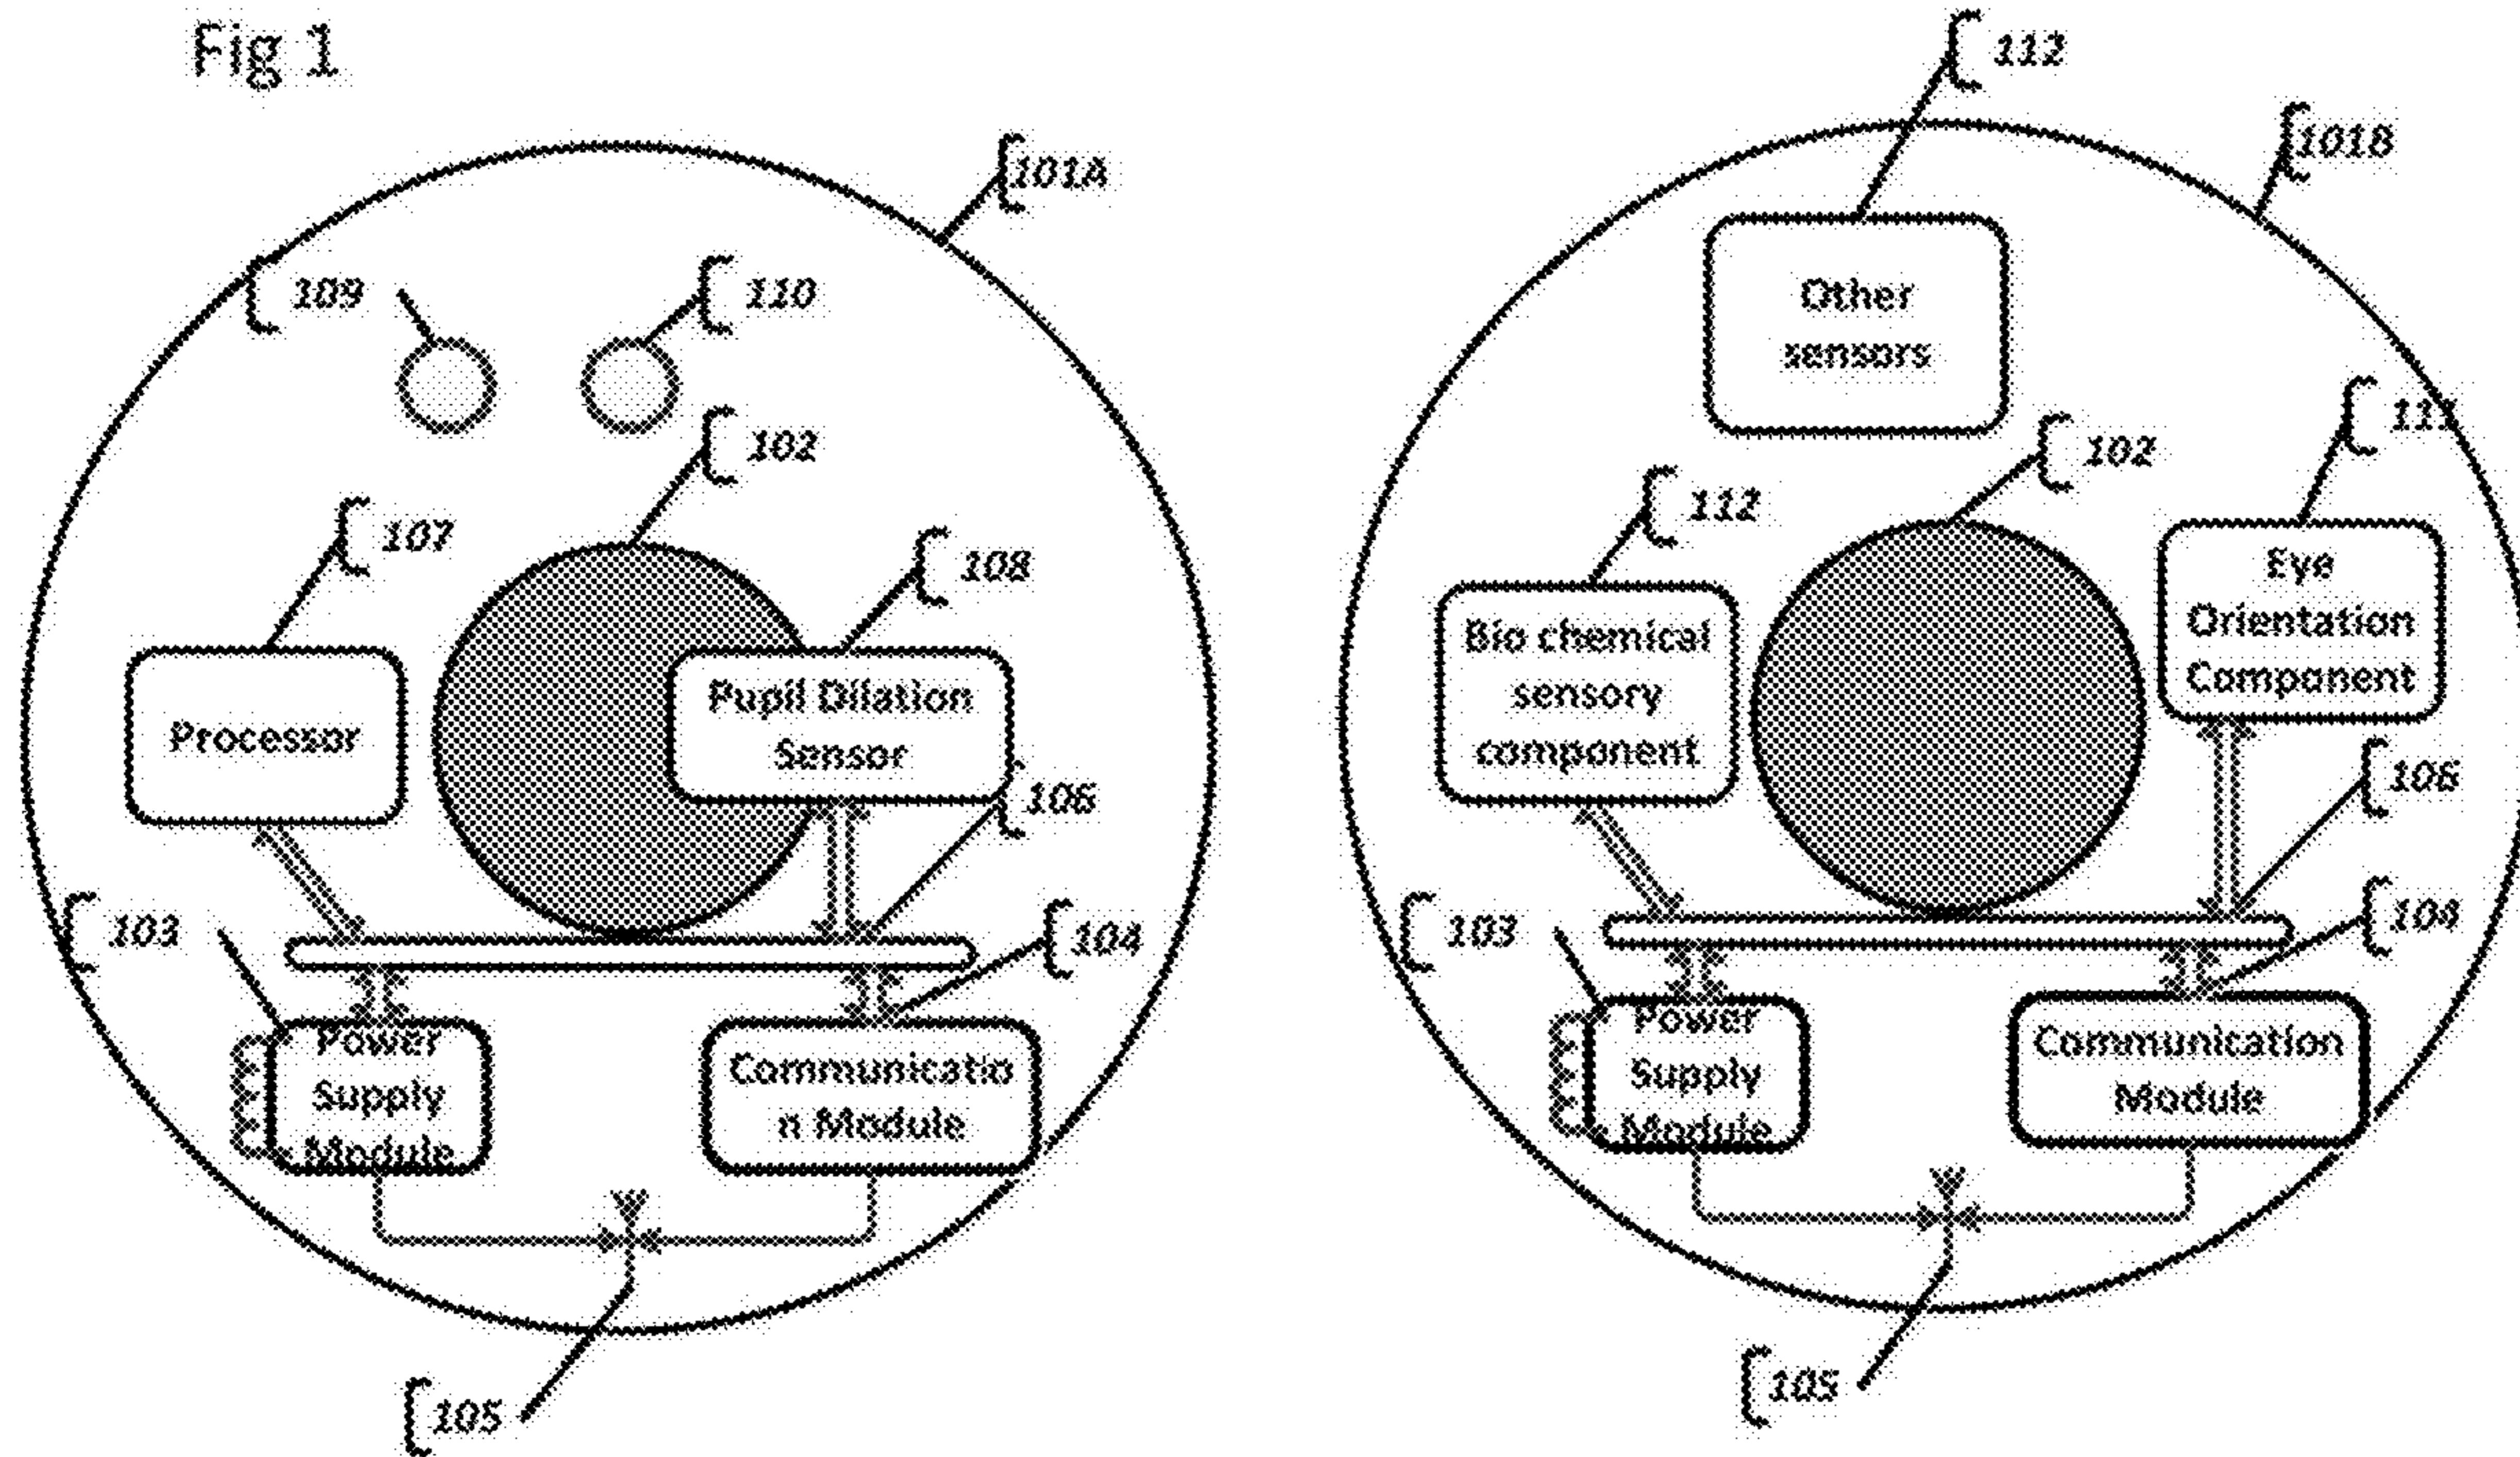 Fig 1
101A
109
110
102
107
108
Processor
Pupil Dilation
Sensor
106
103
104
Power
Supply
Module
Communicatio
n Module
105
112
101B
Other
sensors
111
102
112
Eye
Orientation
Component
Bio chemical
sensory
component
106
103
104
Power
Supply
Module
Communication
Module
105